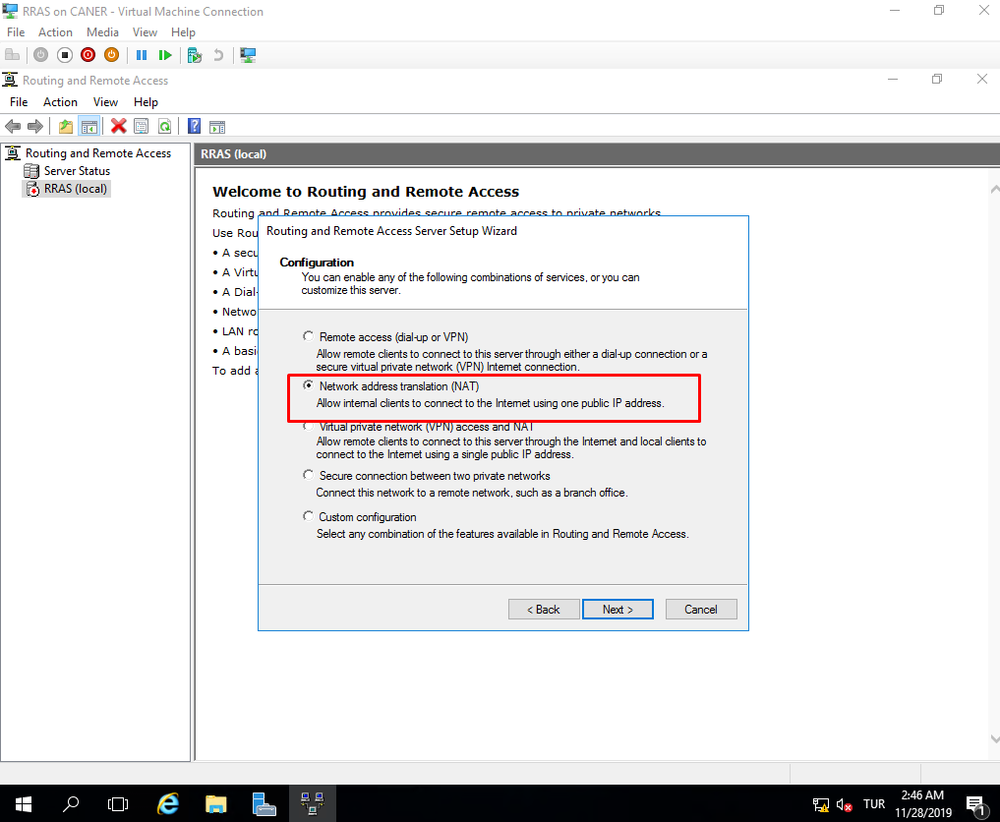 RRAS on CANER - Virtual Machine Connection
File Action Media View Help
Routing and Remote Access
File Action View Help
Routing and Remote Access
Server Status
RRAS (local)
RRAS (local)
Welcome to Routing and Remote Access
Routing and Remote Access provides secure remote access to private networks.
Use Rou
• A secu
• A Virtu
• A Dial-
• Netwo
• LAN ro
• A basi
To add a
Routing and Remote Access Server Setup Wizard
Configuration
You can enable any of the following combinations of services, or you can
customize this server.
Remote access (dial-up or VPN)
Allow remote clients to connect to this server through either a dial-up connection or a
secure virtual private network (VPN) Internet connection.
Network address translation (NAT)
Allow internal clients to connect to the Internet using one public IP address.
Virtual private network (VPN) access and NAT
Allow remote clients to connect to this server through the Internet and local clients to
connect to the Internet using a single public IP address.
Secure connection between two private networks
Connect this network to a remote network, such as a branch office.
Custom configuration
Select any combination of the features available in Routing and Remote Access.
< Back Next > Cancel
TUR
2:46 AM
11/28/2019
1